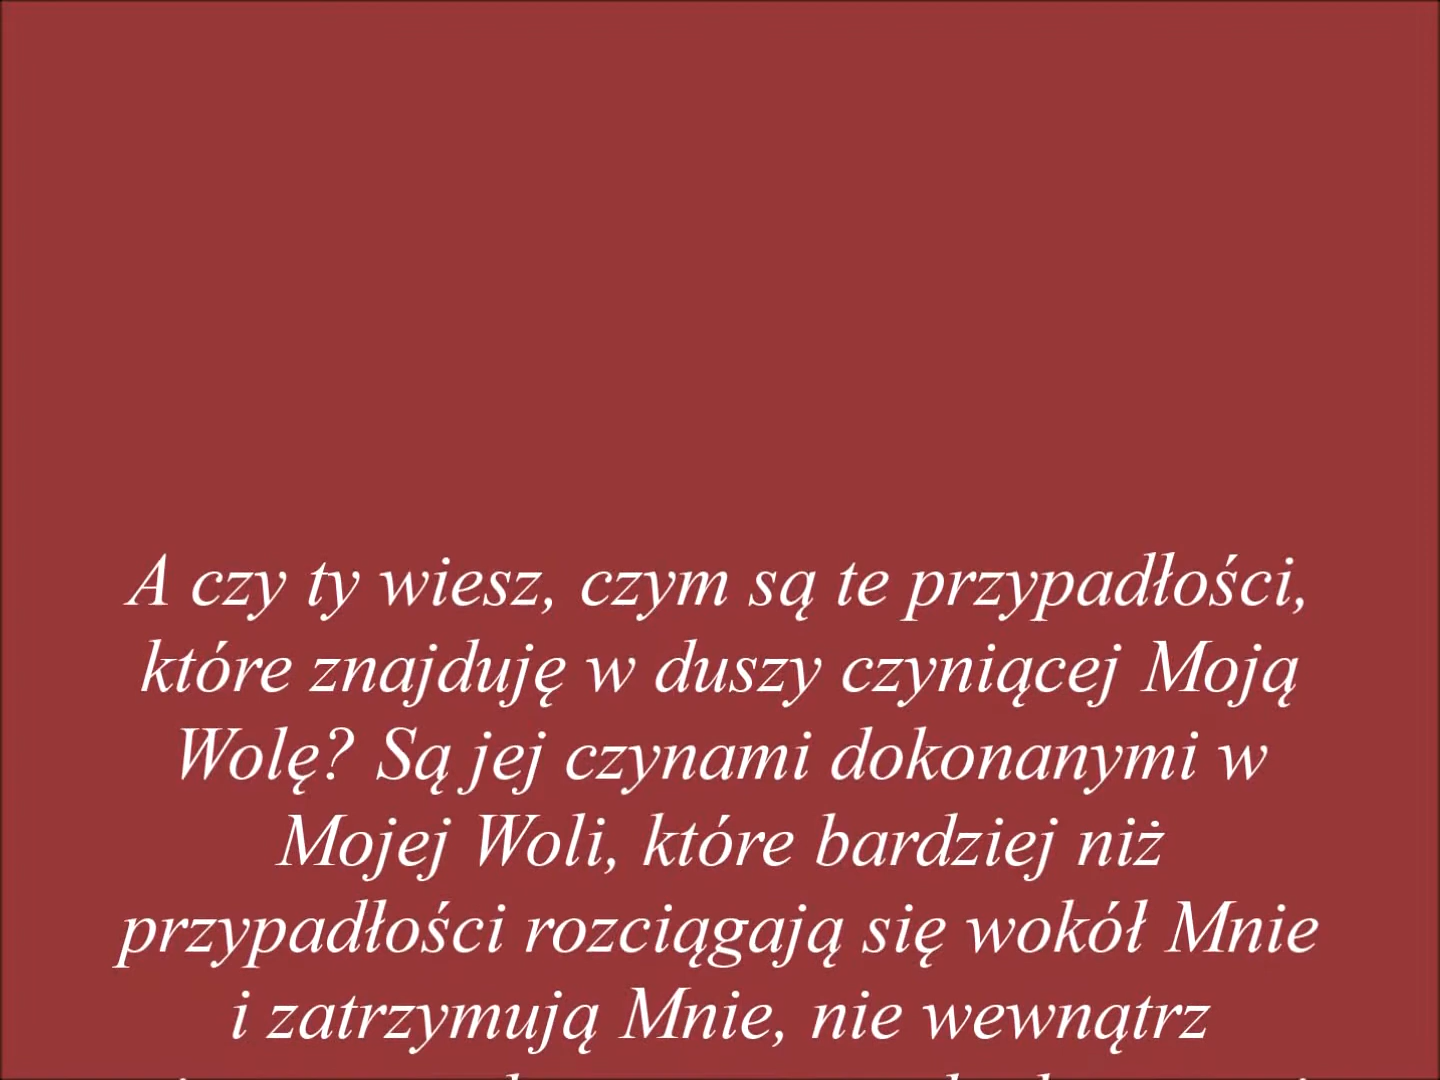 A czy ty wiesz, czym są te przypadłości,
które znajduję w duszy czyniącej Moją
Wolę? Są jej czynami dokonanymi w
Mojej Woli, które bardziej niż
przypadłości rozciągają się wokół Mnie
i zatrzymują Mnie, nie wewnątrz